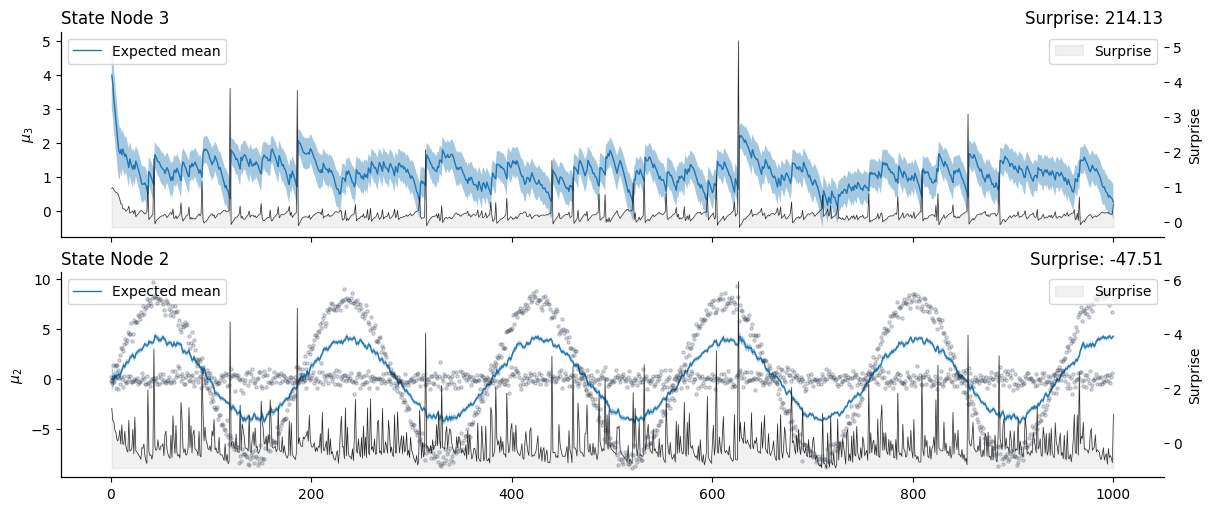 State Node 3
Surprise: 214.13
Expected mean
Surprise
5
4
3
2
1
0
μ3
5
4
3
2
1
0
Surprise
State Node 2
Surprise: -47.51
Expected mean
Surprise
10
5
0
−5
μ2
6
4
2
0
Surprise
0
200
400
600
800
1000